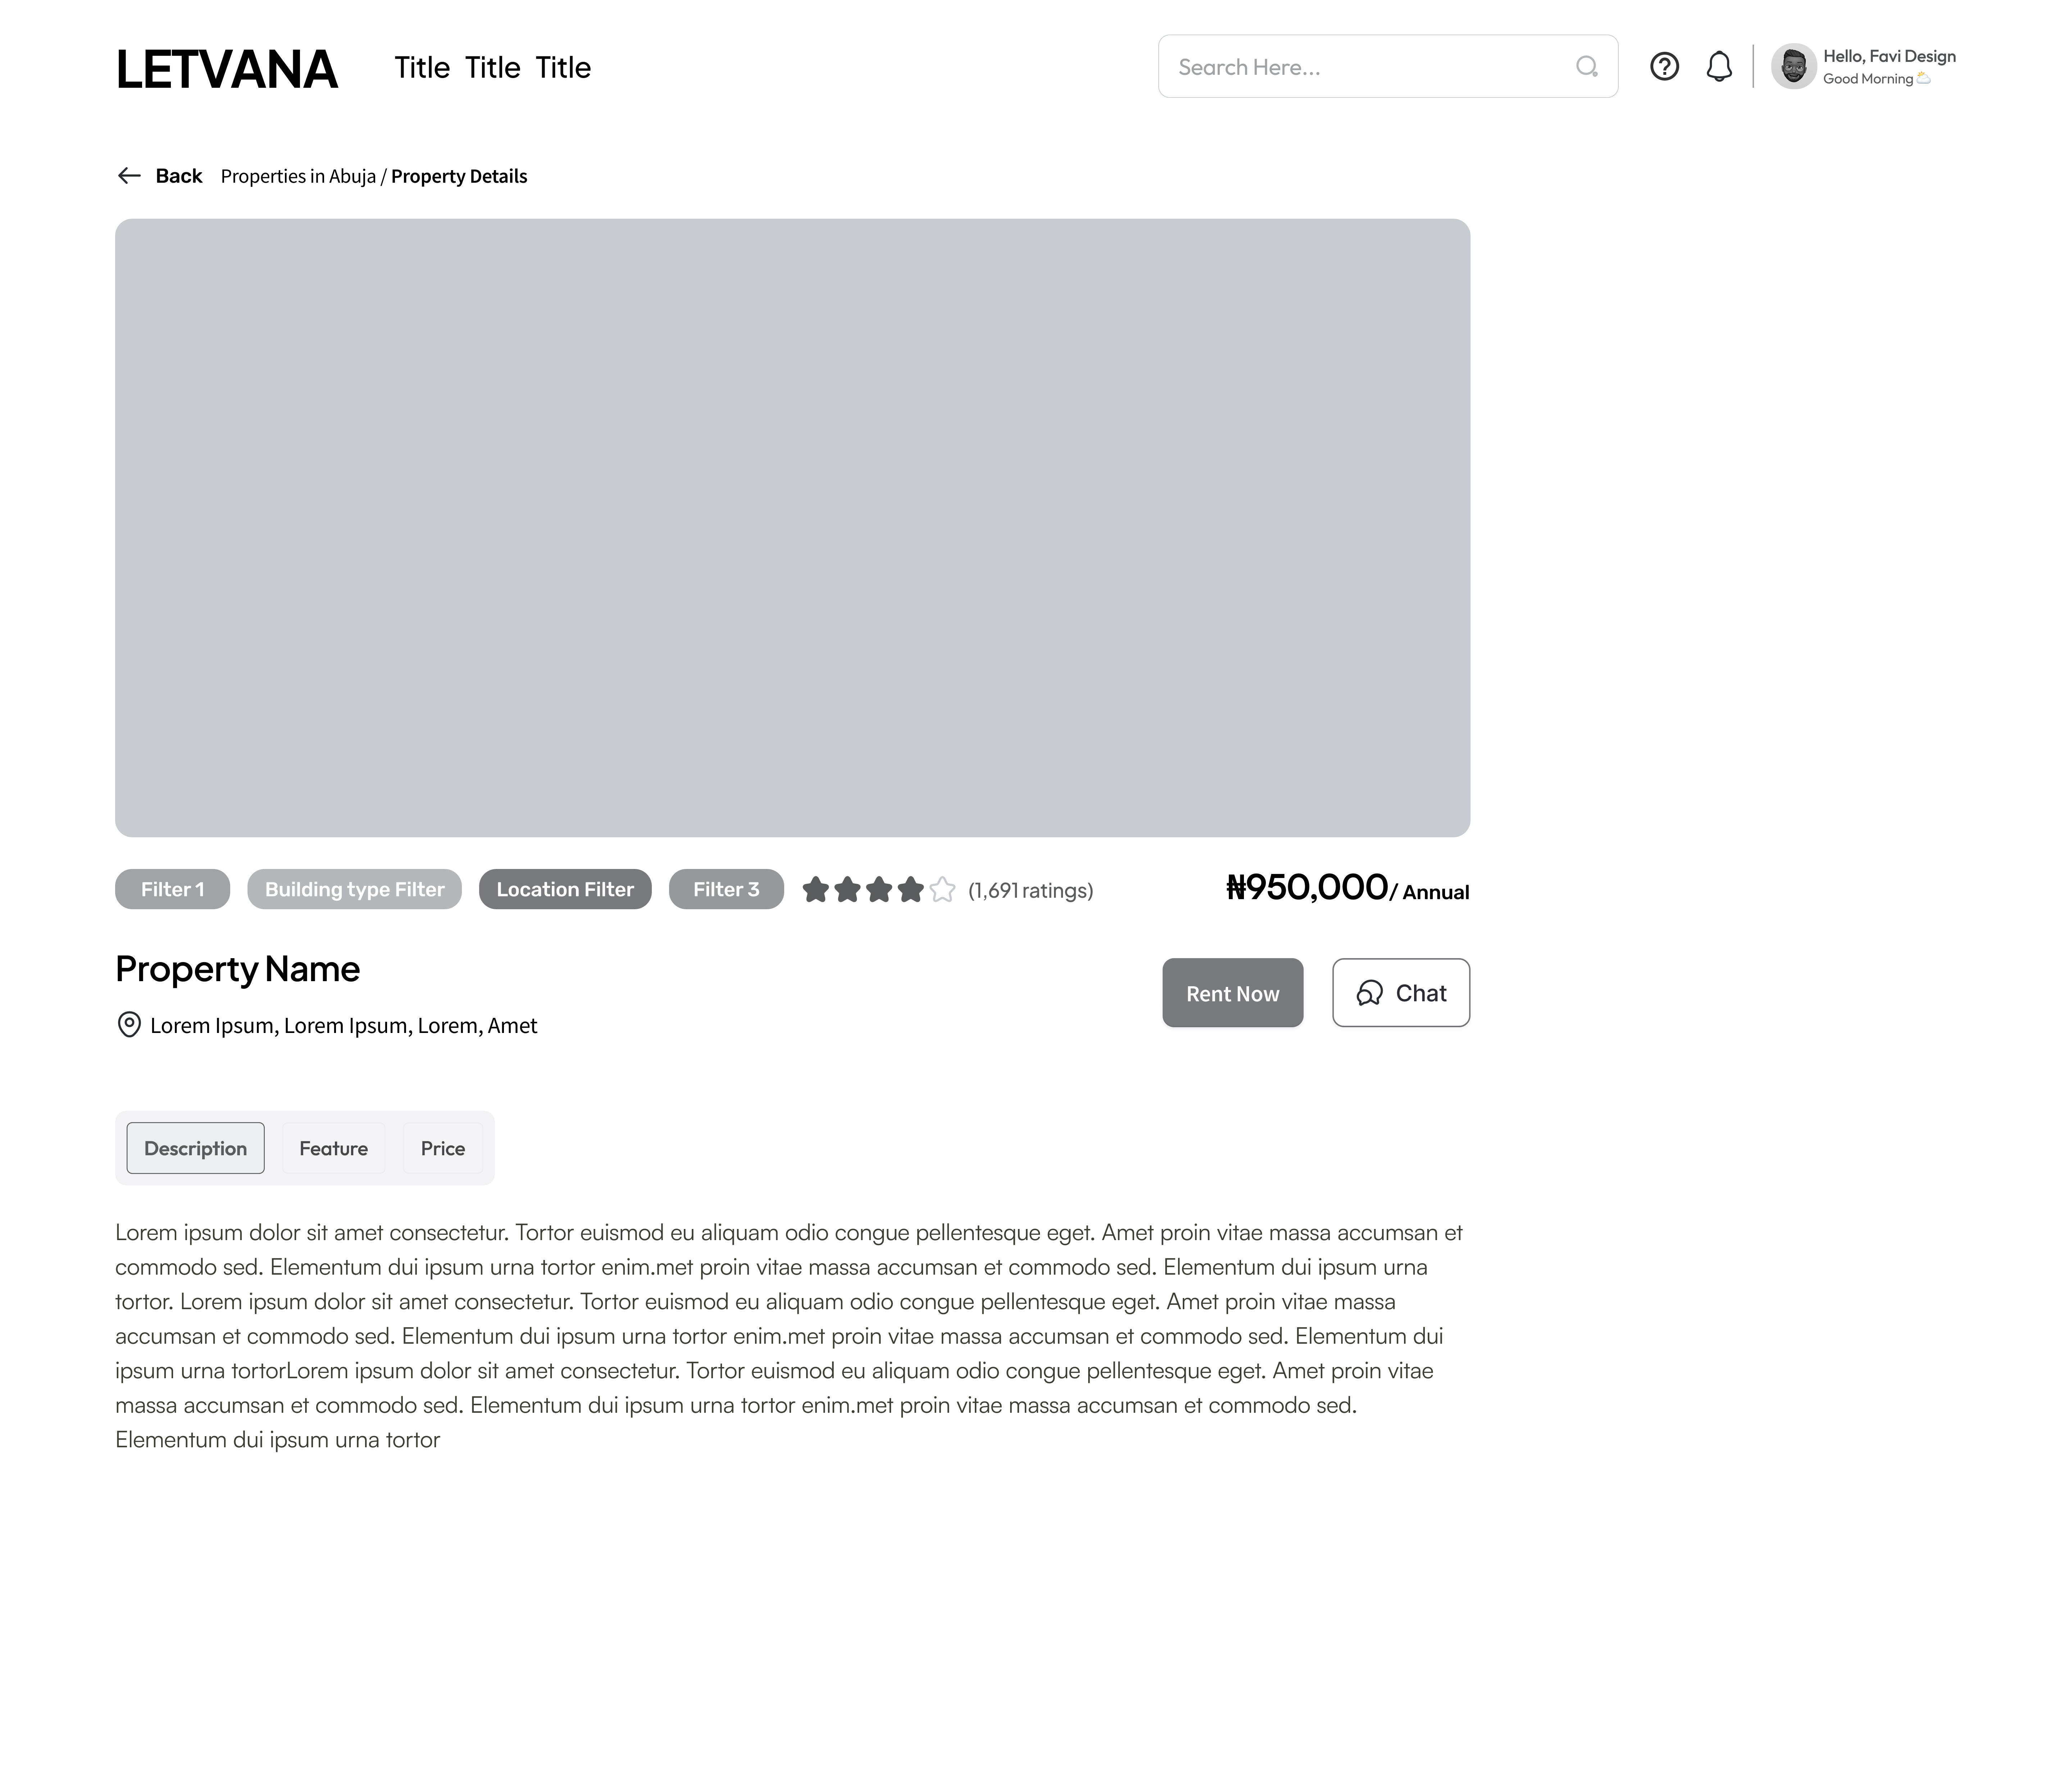 LETVANA Title Title Title Search Here... Hello, Favi Design
Good Morning
Back Properties in Abuja / Property Details
Filter 1 Building type Filter Location Filter Filter 3 (1,691 ratings) ₦950,000/ Annual
Property Name
Rent Now Chat
Lorem Ipsum, Lorem Ipsum, Lorem, Amet
Description Feature Price
Lorem ipsum dolor sit amet consectetur. Tortor euismod eu aliquam odio congue pellentesque eget. Amet proin vitae massa accumsan et
commodo sed. Elementum dui ipsum urna tortor enim.met proin vitae massa accumsan et commodo sed. Elementum dui ipsum urna
tortor. Lorem ipsum dolor sit amet consectetur. Tortor euismod eu aliquam odio congue pellentesque eget. Amet proin vitae massa
accumsan et commodo sed. Elementum dui ipsum urna tortor enim.met proin vitae massa accumsan et commodo sed. Elementum dui
ipsum urna tortorLorem ipsum dolor sit amet consectetur. Tortor euismod eu aliquam odio congue pellentesque eget. Amet proin vitae
massa accumsan et commodo sed. Elementum dui ipsum urna tortor enim.met proin vitae massa accumsan et commodo sed.
Elementum dui ipsum urna tortor